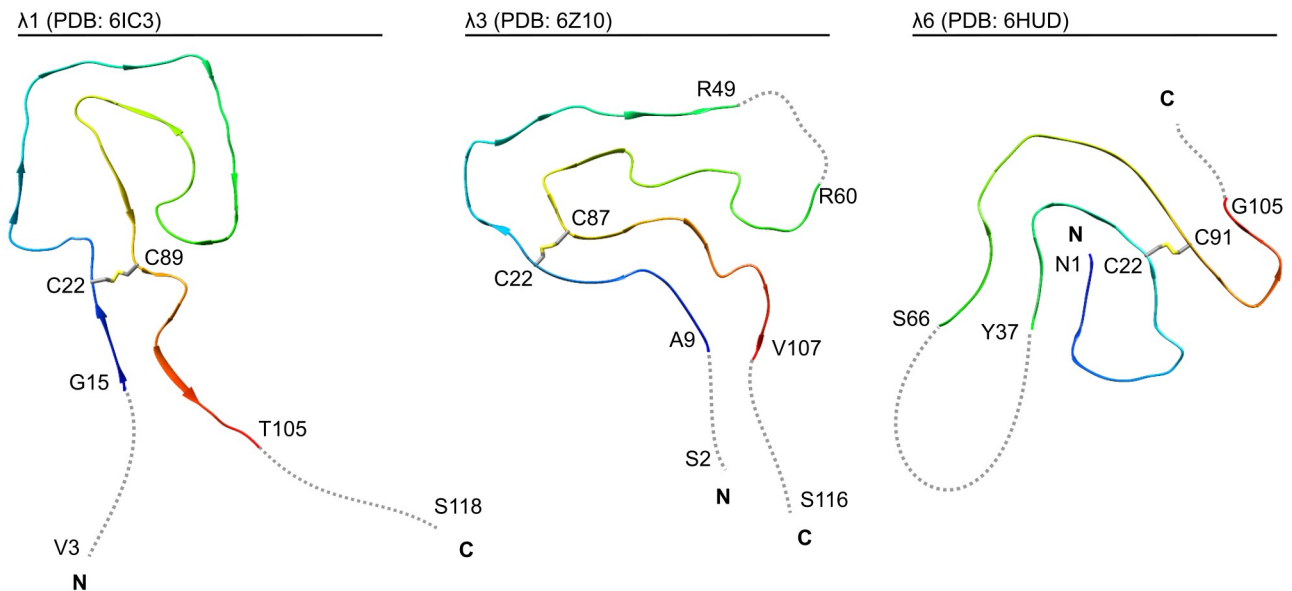 λ1 (PDB: 6IC3)
C22
C89
G15
T105
V3
N
S118
C
λ3 (PDB: 6Z10)
R49
R60
C87
C22
A9
V107
S2
N
S116
C
λ6 (PDB: 6HUD)
C
G105
N
N1
C22
C91
S66
Y37